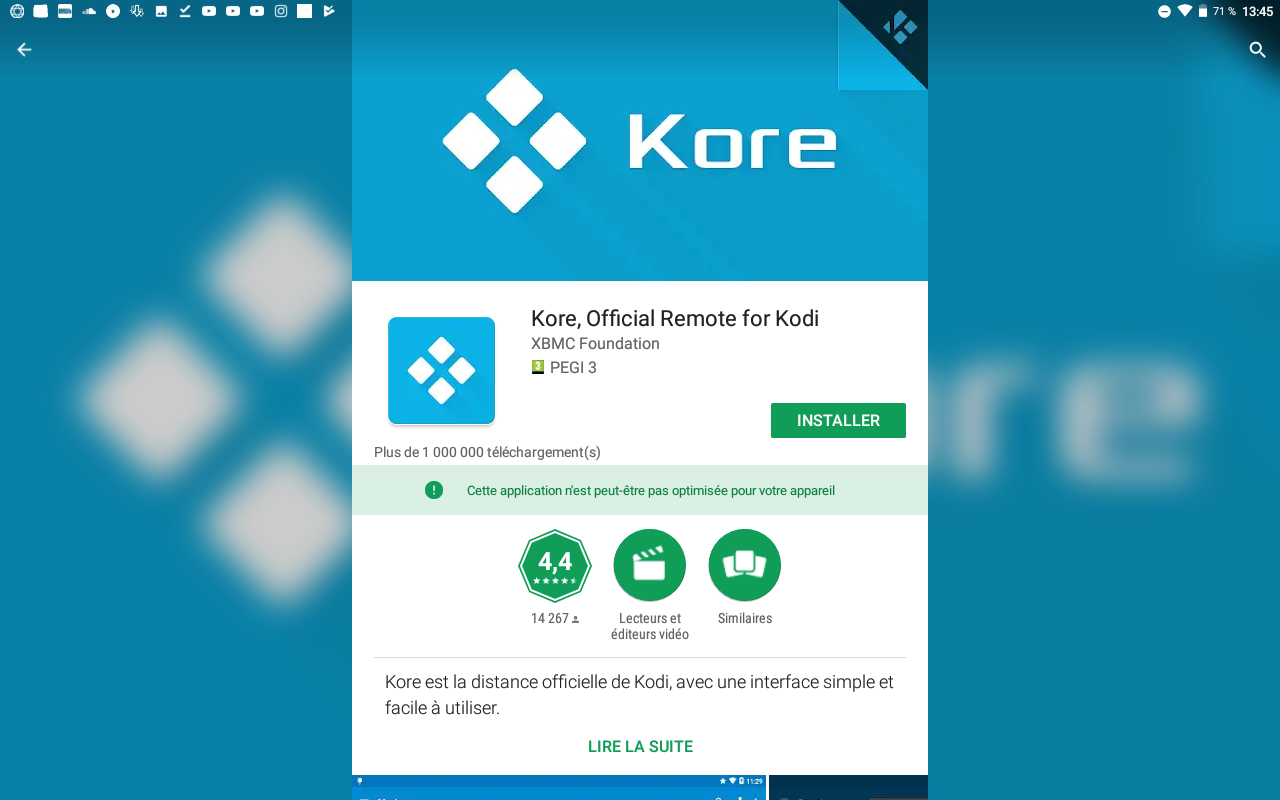 71 % 13:45
Kore
Kore, Official Remote for Kodi
XBMC Foundation
3 PEGI 3
INSTALLER
Plus de 1 000 000 téléchargement(s)
Cette application n'est peut-être pas optimisée pour votre appareil
4,4
14 267
Lecteurs et
éditeurs vidéo
Similaires
Kore est la distance officielle de Kodi, avec une interface simple et
facile à utiliser.
LIRE LA SUITE
11:29